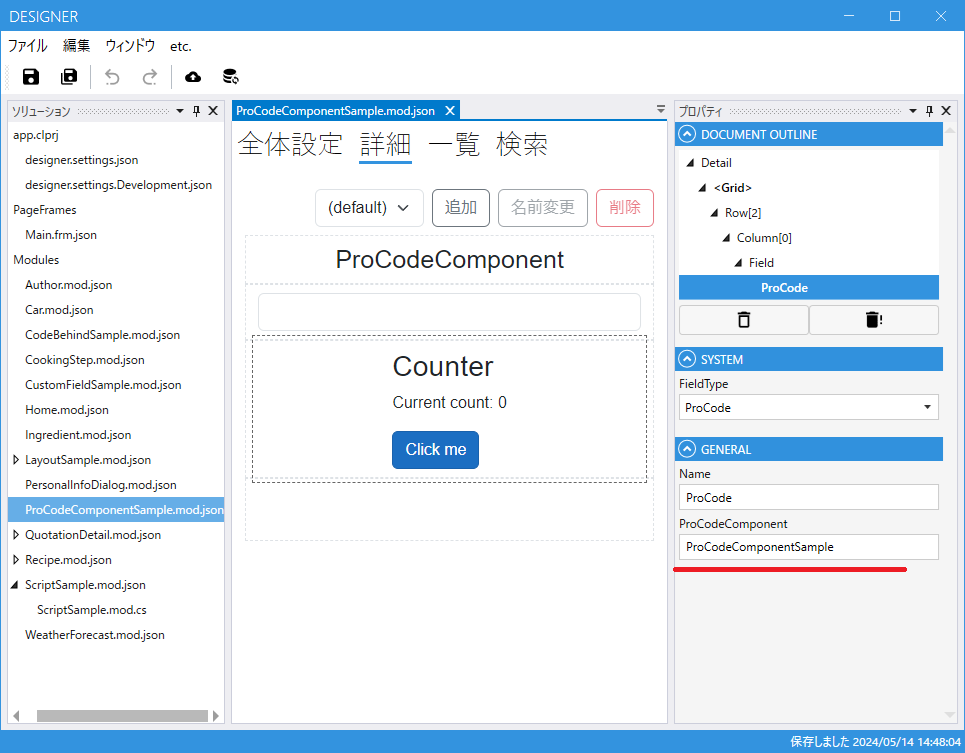 DESIGNER
ファイル 編集 ウィンドウ etc.
ソリューション
app.clprj
designer.settings.json
designer.settings.Development.json
PageFrames
Main.frm.json
Modules
Author.mod.json
Car.mod.json
CodeBehindSample.mod.json
CookingStep.mod.json
CustomFieldSample.mod.json
Home.mod.json
Ingredient.mod.json
LayoutSample.mod.json
PersonalInfoDialog.mod.json
ProCodeComponentSample.mod.json
QuotationDetail.mod.json
Recipe.mod.json
ScriptSample.mod.json
ScriptSample.mod.cs
WeatherForecast.mod.json
ProCodeComponentSample.mod.json
全体設定 詳細 一覧 検索
(default) 追加 名前変更 削除
ProCodeComponent
Counter
Current count: 0
Click me
プロパティ
DOCUMENT OUTLINE
Detail
<Grid>
Row[2]
Column[0]
Field
ProCode
SYSTEM
FieldType
ProCode
GENERAL
Name
ProCode
ProCodeComponent
ProCodeComponentSample
保存しました 2024/05/14 14:48:04